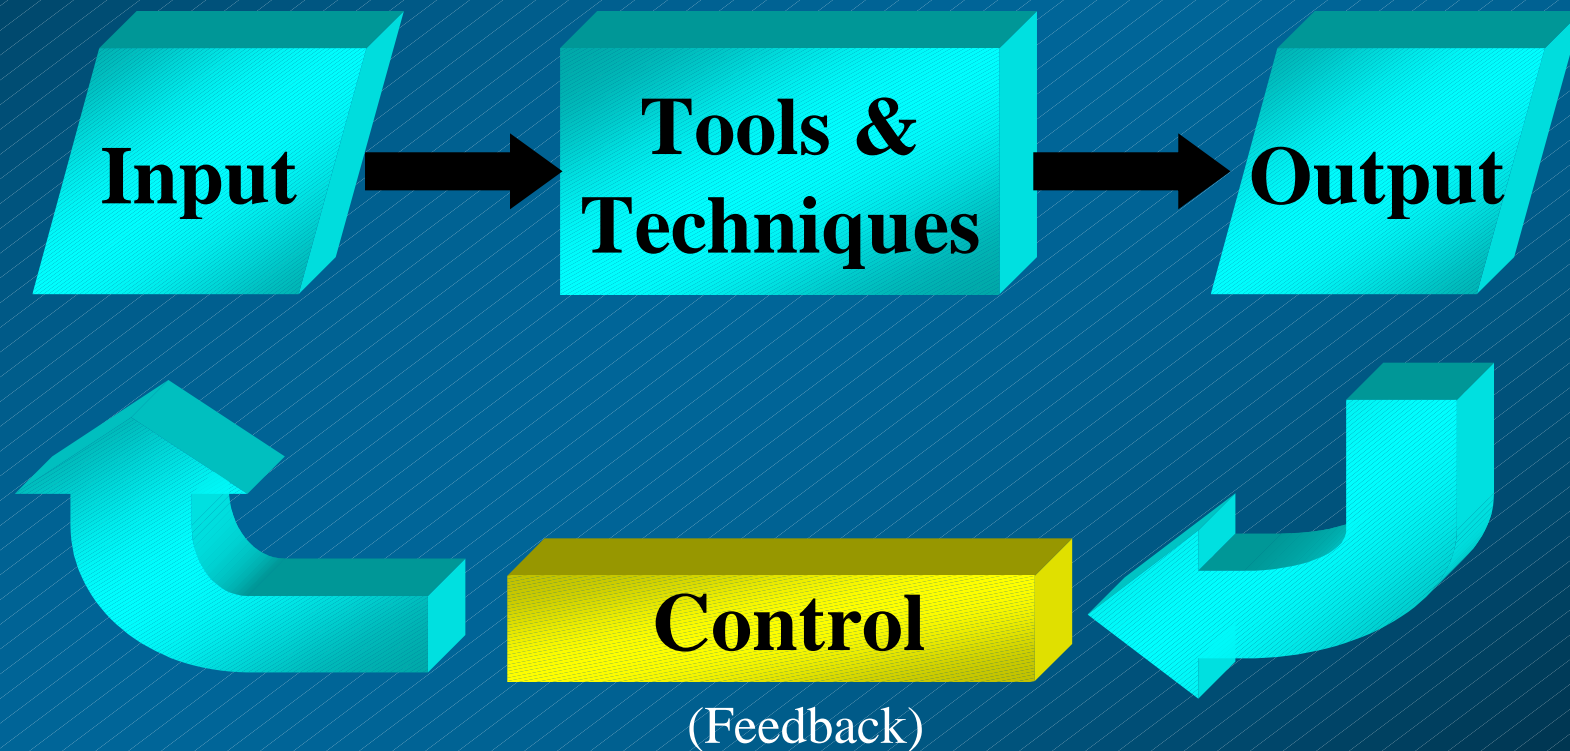 Input
Tools &
Techniques
Output
Control
(Feedback)